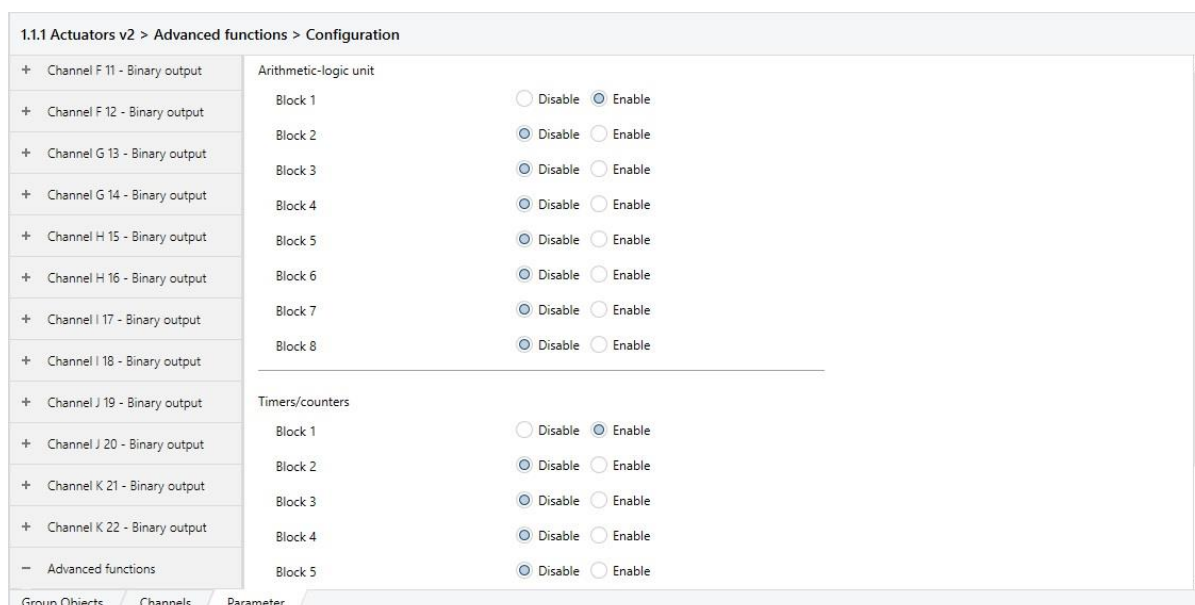 1.1.1 Actuators v2 > Advanced functions > Configuration
+ Channel F 11 - Binary output
+ Channel F 12 - Binary output
+ Channel G 13 - Binary output
+ Channel G 14 - Binary output
+ Channel H 15 - Binary output
+ Channel H 16 - Binary output
+ Channel I 17 - Binary output
+ Channel I 18 - Binary output
+ Channel J 19 - Binary output
+ Channel J 20 - Binary output
+ Channel K 21 - Binary output
+ Channel K 22 - Binary output
− Advanced functions
Arithmetic-logic unit
Block 1 Disable Enable
Block 2 Disable Enable
Block 3 Disable Enable
Block 4 Disable Enable
Block 5 Disable Enable
Block 6 Disable Enable
Block 7 Disable Enable
Block 8 Disable Enable
Timers/counters
Block 1 Disable Enable
Block 2 Disable Enable
Block 3 Disable Enable
Block 4 Disable Enable
Block 5 Disable Enable
Group Objects Channels Parameter